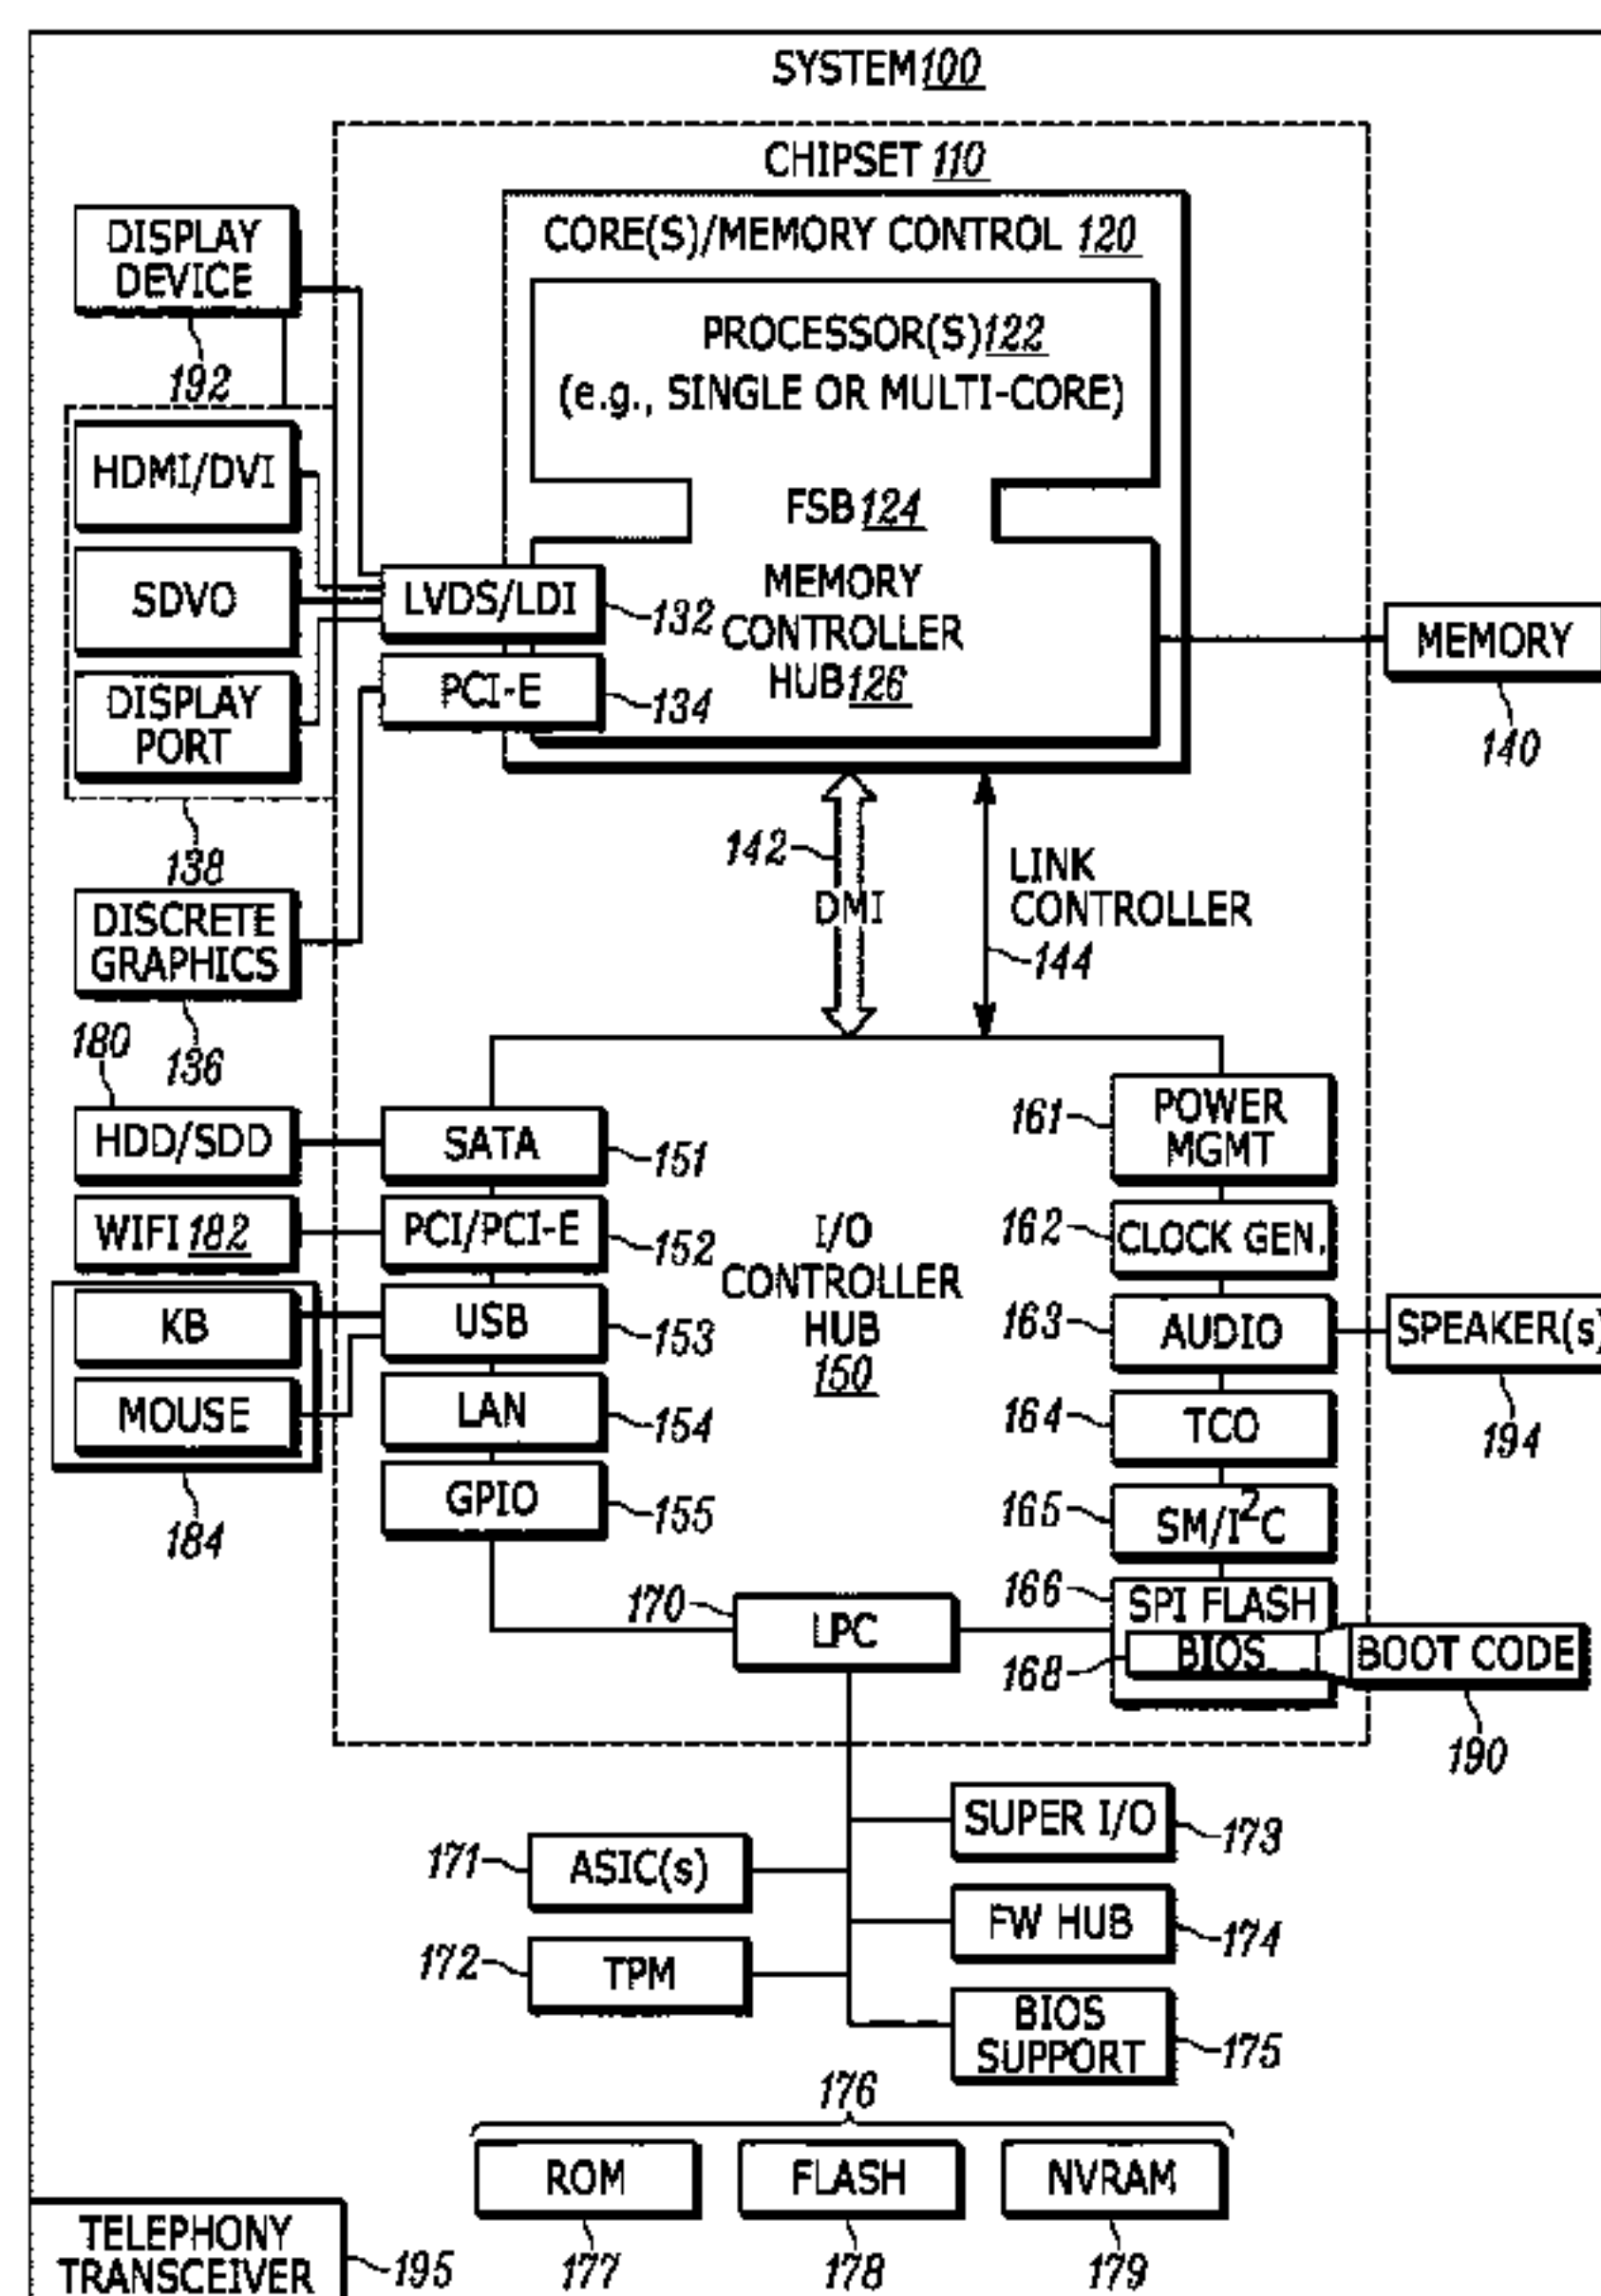 SYSTEM 100
CHIPSET 110
CORE(S)/MEMORY CONTROL 120
PROCESSOR(S) 122
(e.g., SINGLE OR MULTI-CORE)
FSB 124
MEMORY
CONTROLLER
HUB 126
DISPLAY
DEVICE
192
HDMI/DVI
SDVO
DISPLAY
PORT
138
LVDS/LDI
132
PCI-E
134
MEMORY
140
DISCRETE
GRAPHICS
136
142
DMI
LINK
CONTROLLER
144
180
HDD/SDD
WIFI 182
KB
MOUSE
184
SATA
151
PCI/PCI-E
152
USB
153
LAN
154
GPIO
155
I/O
CONTROLLER
HUB
150
161
POWER
MGMT
162
CLOCK GEN.
163
AUDIO
SPEAKER(s)
194
164
TCO
165
SM/I²C
166
SPI FLASH
168
BIOS
BOOT CODE
190
170
LPC
171
ASIC(s)
172
TPM
SUPER I/O
173
FW HUB
174
BIOS
SUPPORT
175
176
ROM
FLASH
NVRAM
177
178
179
TELEPHONY
TRANSCEIVER
195